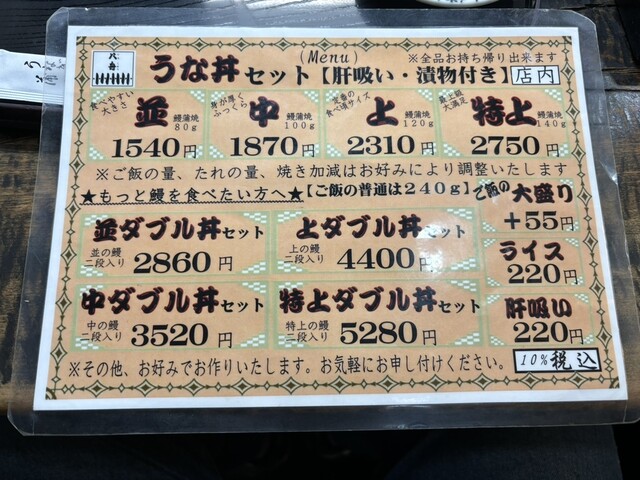 (Menu)
※全品お持ち帰り出来ます
うな丼セット【肝吸い・漬物付き】店内
食べやすい大きさ
並
鰻蒲焼80g
1540円
身が厚くふっくら
中
鰻蒲焼100g
1870円
食べ頃サイズ
上
鰻蒲焼120g
2310円
大満足
特上
鰻蒲焼140g
2750円
※ご飯の量、たれの量、焼き加減はお好みにより調整いたします
★もっと鰻を食べたい方へ★【ご飯の普通は240g】
ご飯の大盛り
+55円
並ダブル丼セット
並の鰻二段入り
2860円
上ダブル丼セット
上の鰻二段入り
4400円
ライス
220円
中ダブル丼セット
中の鰻二段入り
3520円
特上ダブル丼セット
特上の鰻二段入り
5280円
肝吸い
220円
※その他、お好みでお作りいたします。お気軽にお申し付けください。
10%税込